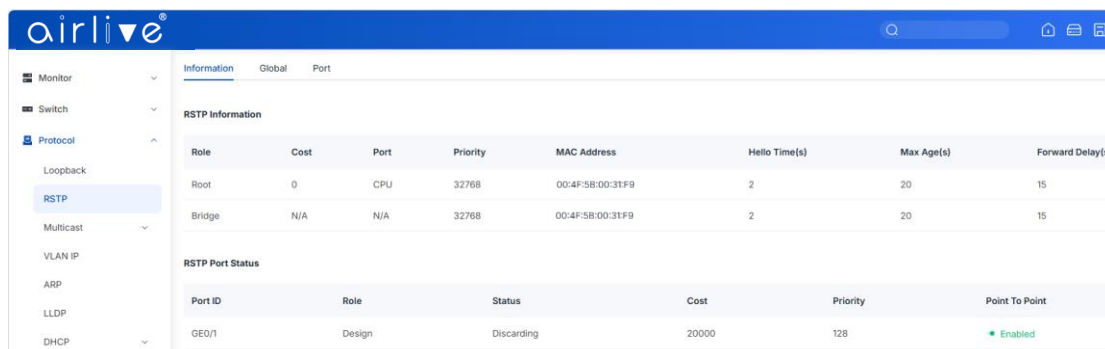 airlive®
Information Global Port
Monitor
Switch
Protocol
Loopback
RSTP
Multicast
VLAN IP
ARP
LLDP
DHCP
RSTP Information
Role Cost Port Priority MAC Address Hello Time(s) Max Age(s) Forward Delay(s
Root 0 CPU 32768 00:4F:5B:00:31:F9 2 20 15
Bridge N/A N/A 32768 00:4F:5B:00:31:F9 2 20 15
RSTP Port Status
Port ID Role Status Cost Priority Point To Point
GE0/1 Design Discarding 20000 128 Enabled